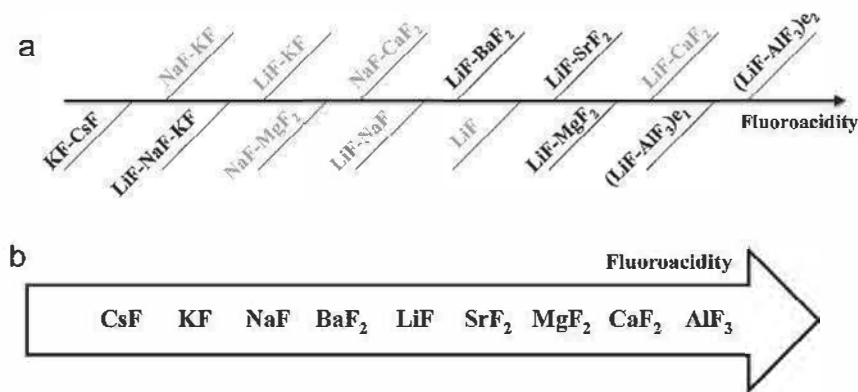 a
NaF-KF
LiF-KF
NaF-CaF₂
LiF-BaF₂
LiF-SrF₂
LiF-CaF₂
(LiF-AlF₃)e₂
Fluoroacidity
KF-CsF
LiF-NaF-KF
NaF-MgF₂
LiF-NaF
LiF
LiF-MgF₂
(LiF-AlF₃)e₁
b
Fluoroacidity
CsF KF NaF BaF₂ LiF SrF₂ MgF₂ CaF₂ AlF₃